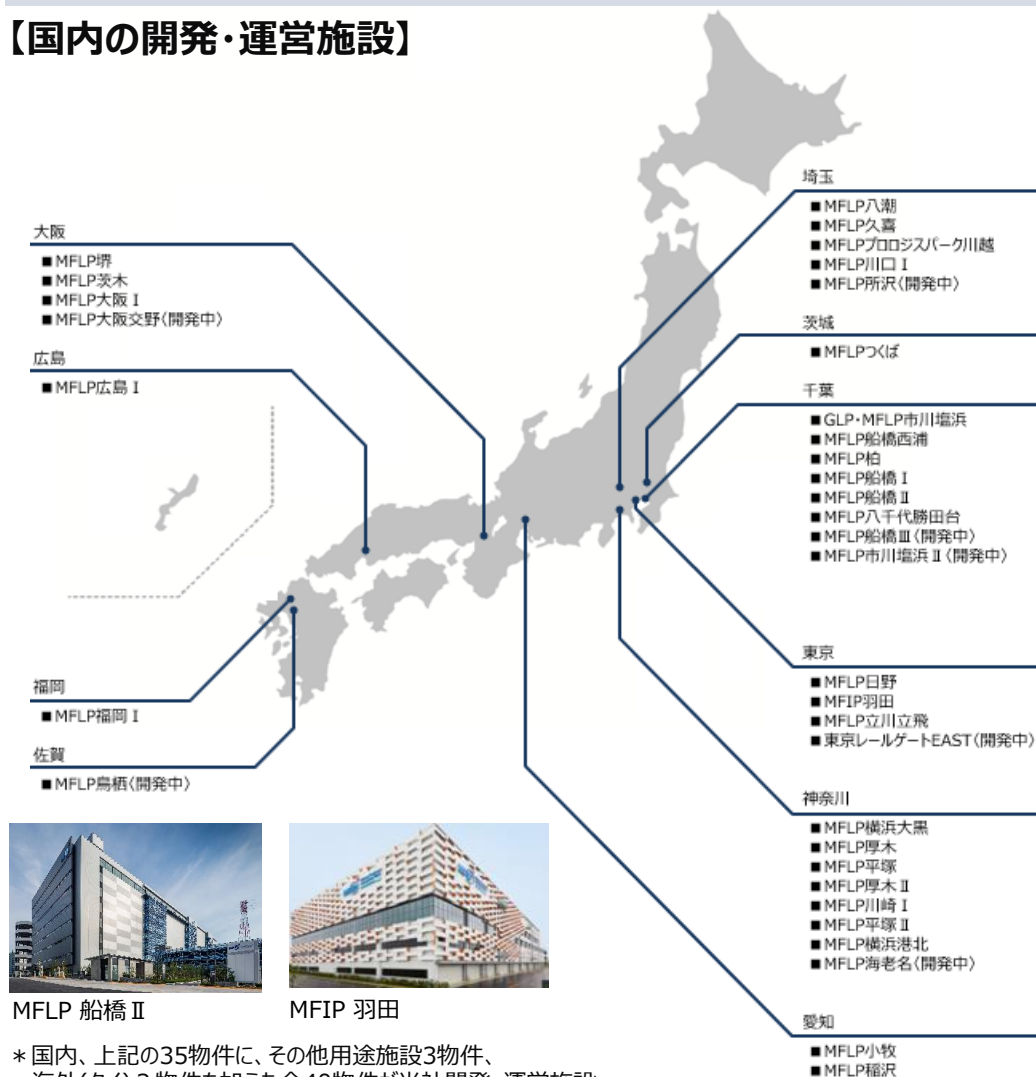 【国内の開発・運営施設】
大阪
■MFLP堺
■MFLP茨木
■MFLP大阪Ⅰ
■MFLP大阪交野(開発中)
広島
■MFLP広島Ⅰ
福岡
■MFLP福岡Ⅰ
佐賀
■MFLP鳥栖(開発中)
埼玉
■MFLP八潮
■MFLP久喜
■MFLPプロロジスパーク川越
■MFLP川口Ⅰ
■MFLP所沢(開発中)
茨城
■MFLPつくば
千葉
■GLP・MFLP市川塩浜
■MFLP船橋西浦
■MFLP柏
■MFLP船橋Ⅰ
■MFLP船橋Ⅱ
■MFLP八千代勝田台
■MFLP船橋Ⅲ(開発中)
■MFLP市川塩浜Ⅱ(開発中)
東京
■MFLP日野
■MFIP羽田
■MFLP立川立飛
■東京レールゲートEAST(開発中)
神奈川
■MFLP横浜大黒
■MFLP厚木
■MFLP平塚
■MFLP厚木Ⅱ
■MFLP川崎Ⅰ
■MFLP平塚Ⅱ
■MFLP横浜港北
■MFLP海老名(開発中)
愛知
■MFLP小牧
■MFLP稲沢
MFLP 船橋Ⅱ
MFIP 羽田
*国内、上記の35物件に、その他用途施設3物件、